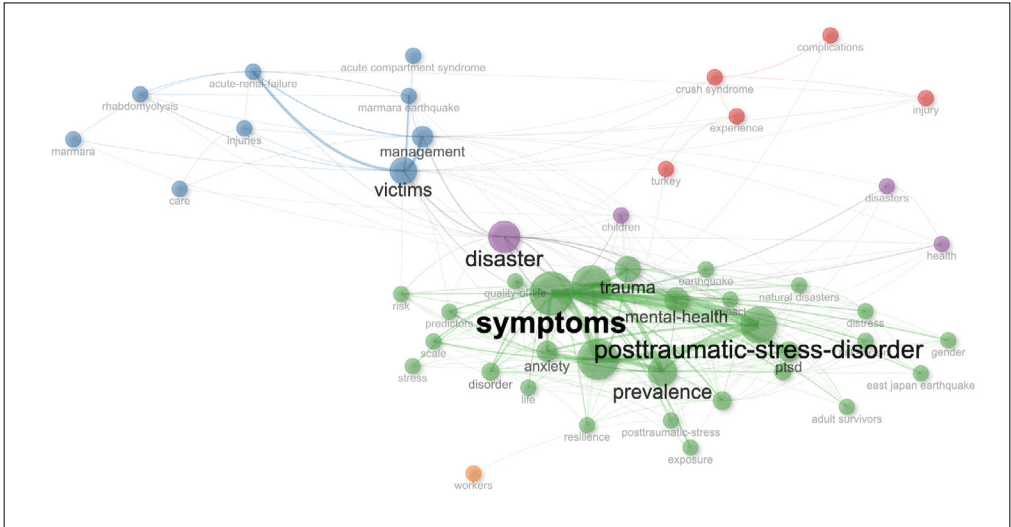 complications
acute compartment syndrome
acute-renal-failure
crush syndrome
rhabdomyolysis
marmara earthquake
injury
experience
injuries
marmara
management
turkey
victims
care
disasters
children
health
disaster
earthquake
trauma
quality-of-life
natural disasters
risk
mental-health
predictors
symptoms
distress
scale
posttraumatic-stress-disorder
gender
anxiety
ptsd
stress
disorder
east japan earthquake
life
prevalence
adult survivors
resilience
posttraumatic-stress
exposure
workers